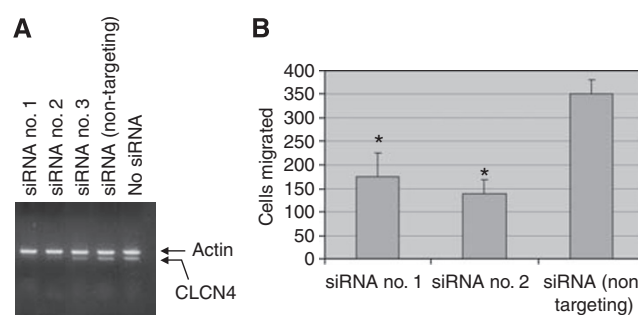 A
siRNA no. 1
siRNA no. 2
siRNA no. 3
siRNA (non-targeting)
No siRNA
Actin
CLCN4
B
Cells migrated
400
350
300
250
200
150
100
50
0
*
*
siRNA no. 1
siRNA no. 2
siRNA (non
targeting)